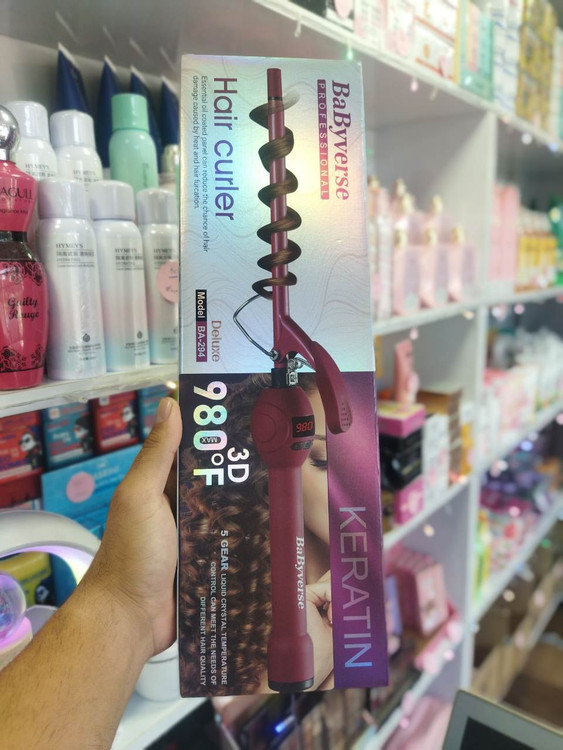 BaByverse
PROFESSIONAL
Hair curler
Essential oil coated panel can reduce the chance of hair
damage caused by heat and hair furcation.
Deluxe
Model BA-294
980°F
MAX
3D
980
BaByverse
KERATIN
5 GEAR LIQUID CRYSTAL TEMPERATURE
CONTROL CAN MEET THE NEEDS OF
DIFFERENT HAIR QUALITY
Guilty
Rouge